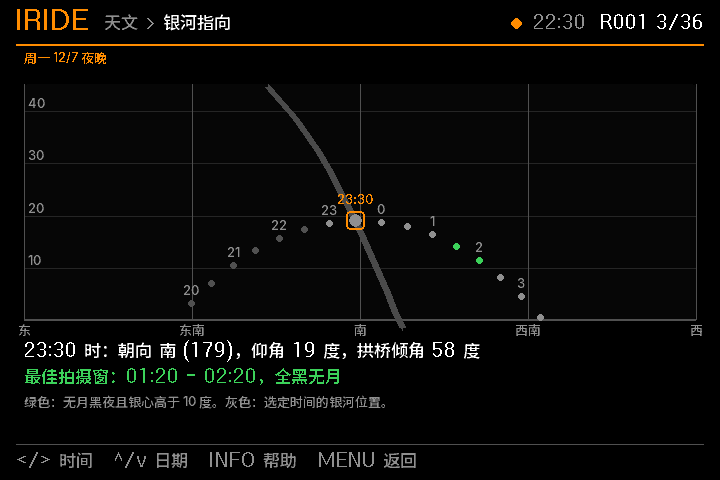 IRIDE 天文 > 银河指向 ◆ 22:30 R001 3/36
周一 12/7 夜晚
40
30
20
10
20
21
22
23
23:30
0
1
2
3
东 东南 南 西南 西
23:30 时：朝向 南 (179)，仰角 19 度，拱桥倾角 58 度
最佳拍摄窗：01:20 - 02:20，全黑无月
绿色：无月黑夜且银心高于 10 度。灰色：选定时间的银河位置。
</> 时间 ^/v 日期 INFO 帮助 MENU 返回